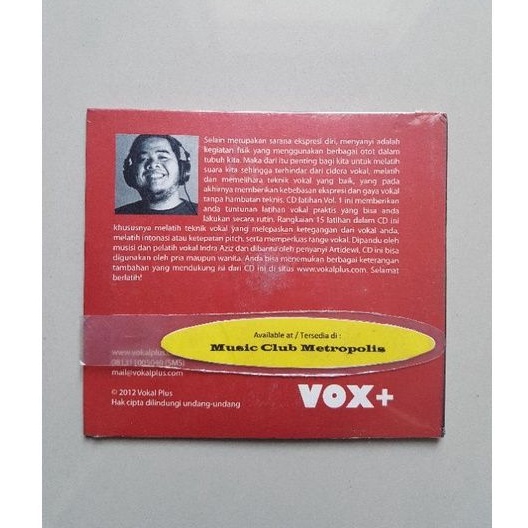 Selain merupakan sarana ekspresi diri, menyanyi adalah
kegiatan fisik yang menggunakan berbagai otot dalam
tubuh kita. Maka dari itu penting bagi kita untuk melatih
suara kita sehingga terhindar dari cidera vokal, melatih
dan memelihara teknik vokal yang baik, yang pada
akhirnya memberikan kebebasan ekspresi dan gaya vokal
tanpa hambatan teknis. CD latihan Vol. 1 ini memberikan
anda tuntunan latihan vokal praktis yang bisa anda
lakukan secara rutin. Rangkaian 15 latihan dalam CD ini
khususnya melatih teknik vokal yang melepaskan ketegangan dari vokal anda,
melatih intonasi atau ketepatan pitch, serta memperluas range vokal. Dipandu oleh
musisi dan pelatih vokal Indra Aziz dan dibantu oleh penyanyi Artidewi, CD ini bisa
digunakan oleh pria maupun wanita. Anda bisa menemukan berbagai keterangan
tambahan yang mendukung isi dari CD ini di situs www.vokalplus.com. Selamat
berlatih!
Available at / Tersedia di :
Music Club Metropolis
www.vokalplus
(SMS)
mail@vokalplus.com
© 2012 Vokal Plus
Hak cipta dilindungi undang-undang
VOX+